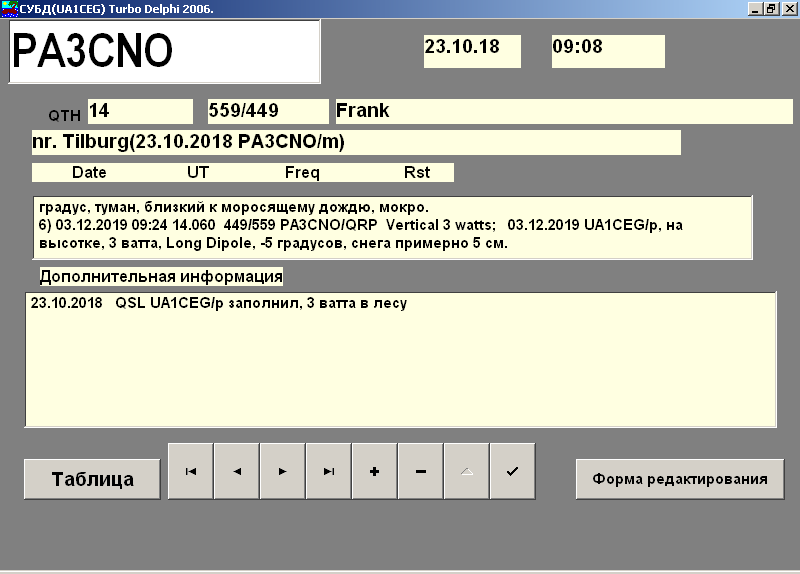 СУБД(UA1CEG) Turbo Delphi 2006.
PA3CNO
23.10.18 09:08
QTH 14 559/449 Frank
nr. Tilburg(23.10.2018 PA3CNO/m)
Date UT Freq Rst
градус, туман, близкий к моросящему дождю, мокро.
6) 03.12.2019 09:24 14.060 449/559 PA3CNO/QRP Vertical 3 watts; 03.12.2019 UA1CEG/p, на
высотке, 3 ватта, Long Dipole, -5 градусов, снега примерно 5 см.
Дополнительная информация
23.10.2018 QSL UA1CEG/p заполнил, 3 ватта в лесу
Таблица
Форма редактирования